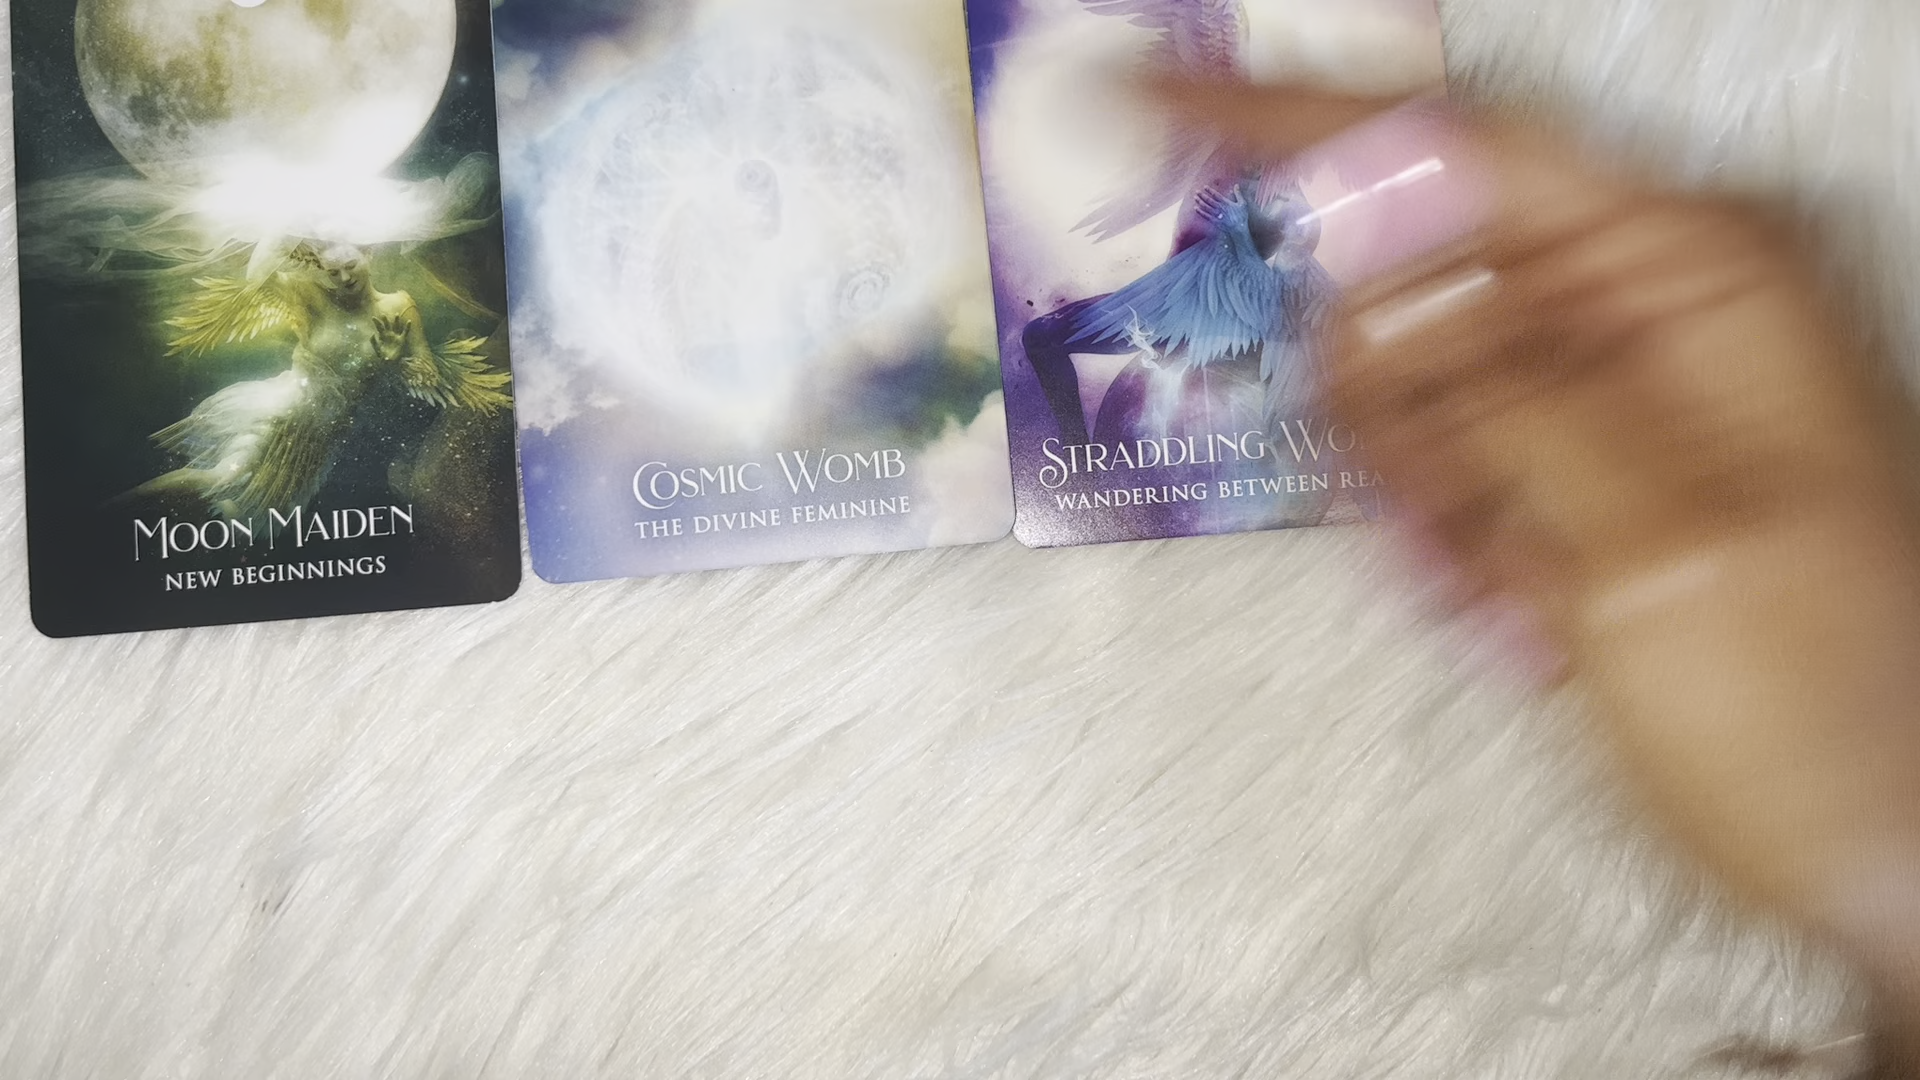 Moon Maiden
NEW BEGINNINGS
Cosmic Womb
THE DIVINE FEMININE
Straddling
WANDERING BETWEEN